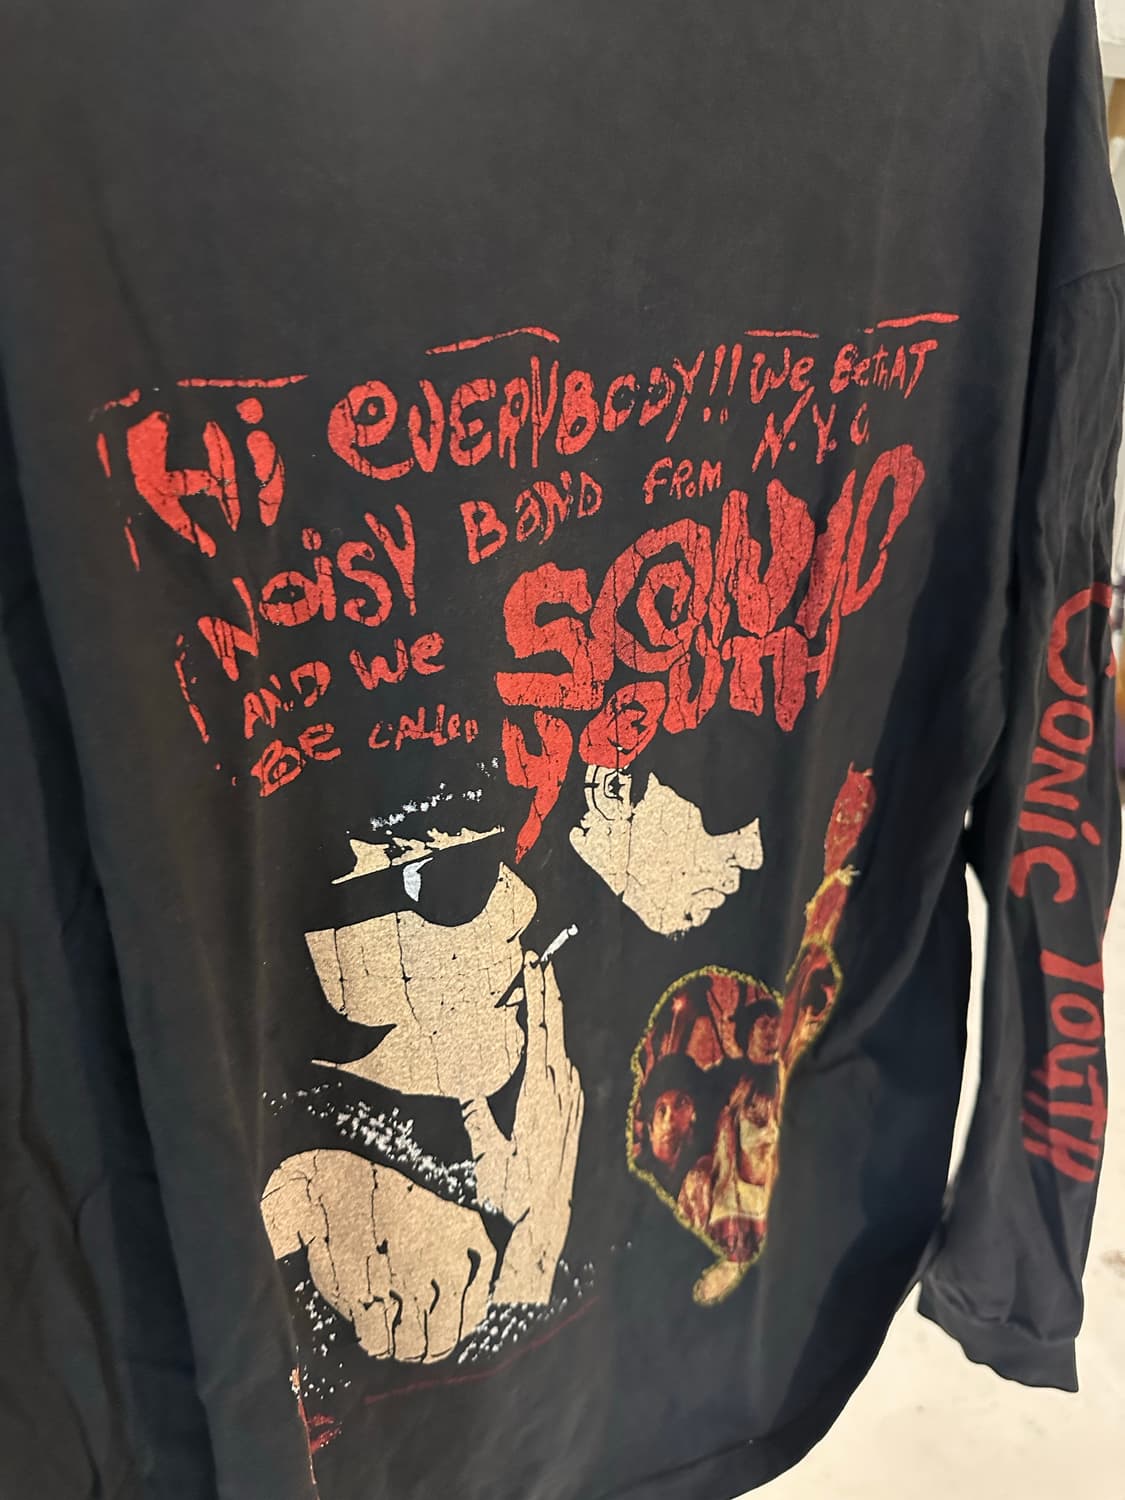 Hi EVERYBODY!! We Be thAT
NOiSY BAND FROM N.Y.C
AND We
BE CALLED
SONIC
YOUTH
SONiC YOUTH